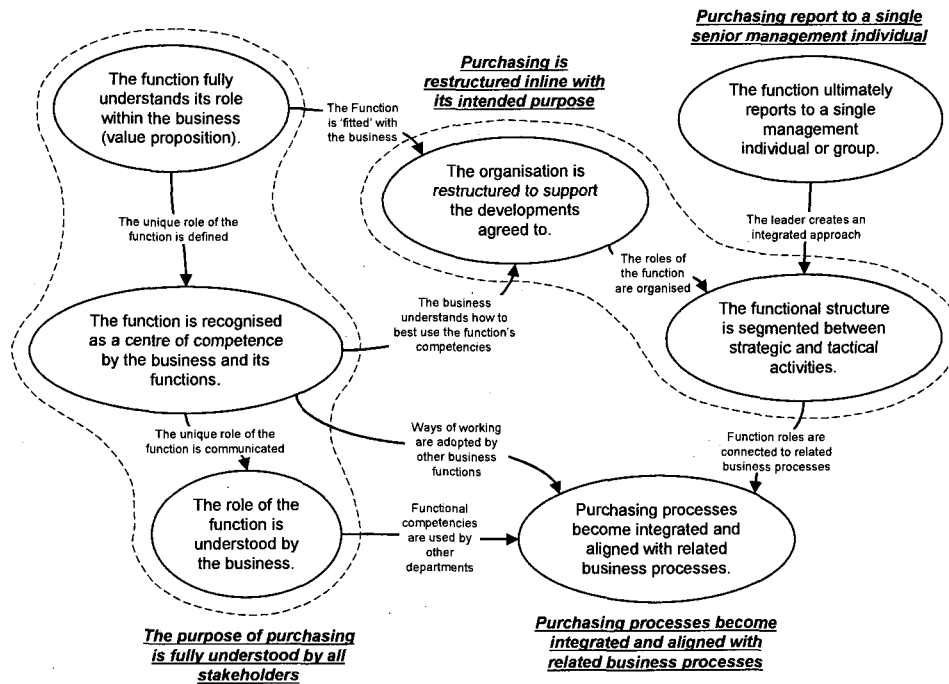 Purchasing report to a single
senior management individual
Purchasing is
restructured inline with
its intended purpose
The function fully
understands its role
within the business
(value proposition).
The Function
is 'fitted' with
the business
The function ultimately
reports to a single
management
individual or group.
The organisation is
restructured to support
the developments
agreed to.
The unique role of the
function is defined
The leader creates an
integrated approach
The roles of
the function
are organised
The function is recognised
as a centre of competence
by the business and its
functions.
The business
understands how to
best use the function's
competencies
The functional structure
is segmented between
strategic and tactical
activities.
The unique role of the
function is communicated
Ways of working
are adopted by
other business
functions
Function roles are
connected to related
business processes
The role of the
function is
understood by
the business.
Functional
competencies
are used by
other
departments
Purchasing processes
become integrated and
aligned with related
business processes.
The purpose of purchasing
is fully understood by all
stakeholders
Purchasing processes become
integrated and aligned with
related business processes